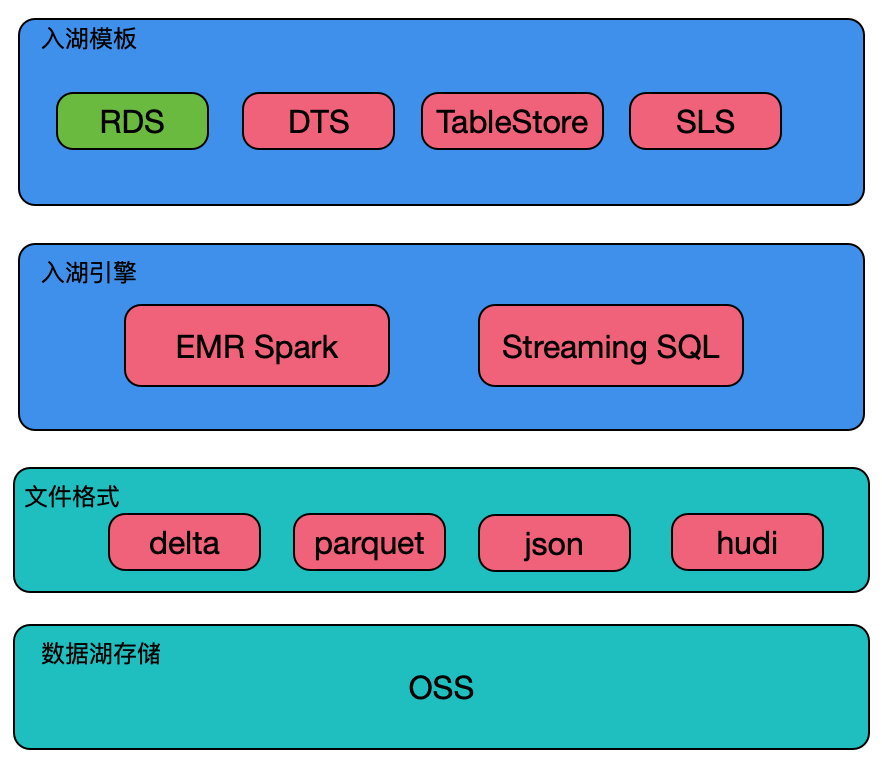 入湖模板
RDS
DTS
TableStore
SLS
入湖引擎
EMR Spark
Streaming SQL
文件格式
delta
parquet
json
hudi
数据湖存储
OSS